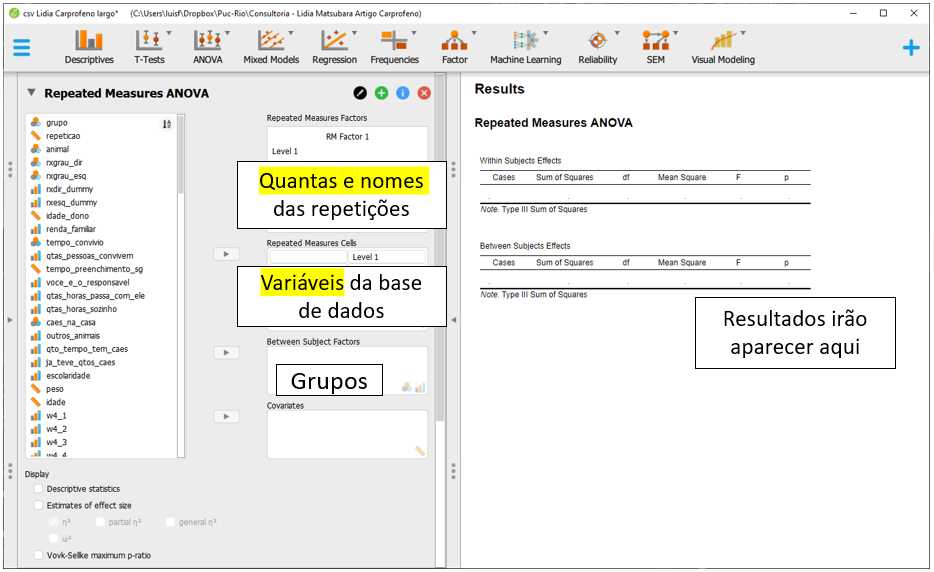 csv Lidia Carprofeno largo* (C:\Users\luisf\Dropbox\Puc-Rio\Consultoria - Lidia Matsubara Artigo Carprofeno)
Descriptives T-Tests ANOVA Mixed Models Regression Frequencies Factor Machine Learning Reliability SEM Visual Modeling
Repeated Measures ANOVA
grupo
repeticao
animal
rxgrau_dir
rxgrau_esq
rxdir_dummy
rxesq_dummy
idade_dono
renda_familiar
tempo_convivio
qtas_pessoas_convivem
tempo_preenchimento_sg
voce_e_o_responsavel
qtas_horas_passa_com_ele
qtas_horas_sozinho
caes_na_casa
outros_animais
qto_tempo_tem_caes
ja_teve_qtos_caes
escolaridade
peso
idade
w4_1
w4_2
w4_3
w4_4
Repeated Measures Factors
RM Factor 1
Level 1
Quantas e nomes
das repetições
Repeated Measures Cells
Level 1
Variáveis da base
de dados
Between Subject Factors
Grupos
Covariates
Display
Descriptive statistics
Estimates of effect size
η² partial η² general η²
ω²
Vovk-Sellke maximum p-ratio
Results
Repeated Measures ANOVA
Within Subjects Effects
Cases Sum of Squares df Mean Square F p
. . . . . .
Note. Type III Sum of Squares
Between Subjects Effects
Cases Sum of Squares df Mean Square F p
. . . . . .
Note. Type III Sum of Squares
Resultados irão
aparecer aqui